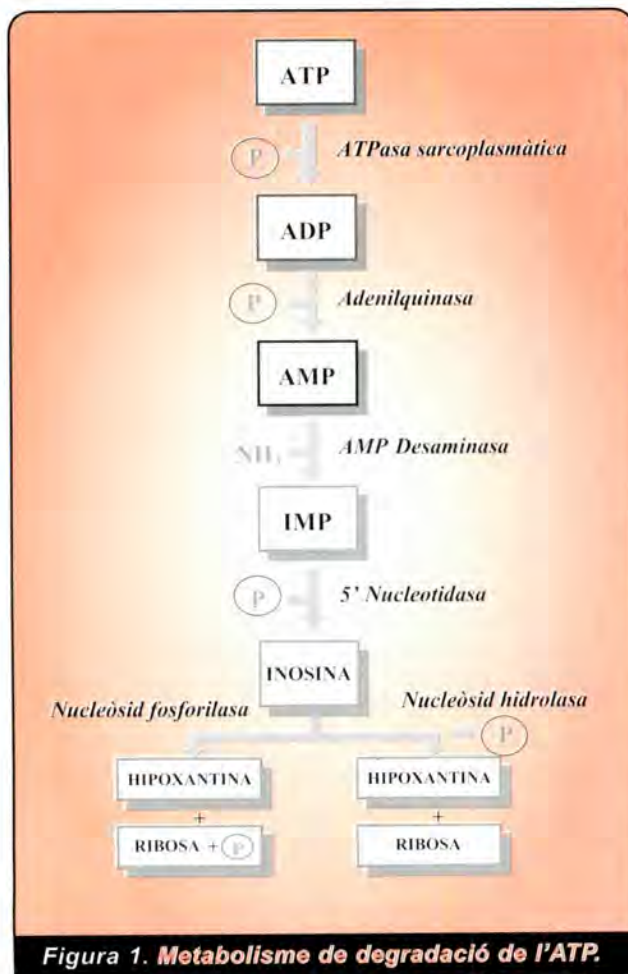 ATP
P
ATPasa sarcoplasmàtica
ADP
P
Adenilquinasa
AMP
NH₃
AMP Desaminasa
IMP
P
5' Nucleotidasa
INOSINA
Nucleòsid fosforilasa
Nucleòsid hidrolasa
P
HIPOXANTINA
HIPOXANTINA
+
+
RIBOSA + P
RIBOSA
Figura 1. Metabolisme de degradació de l'ATP.